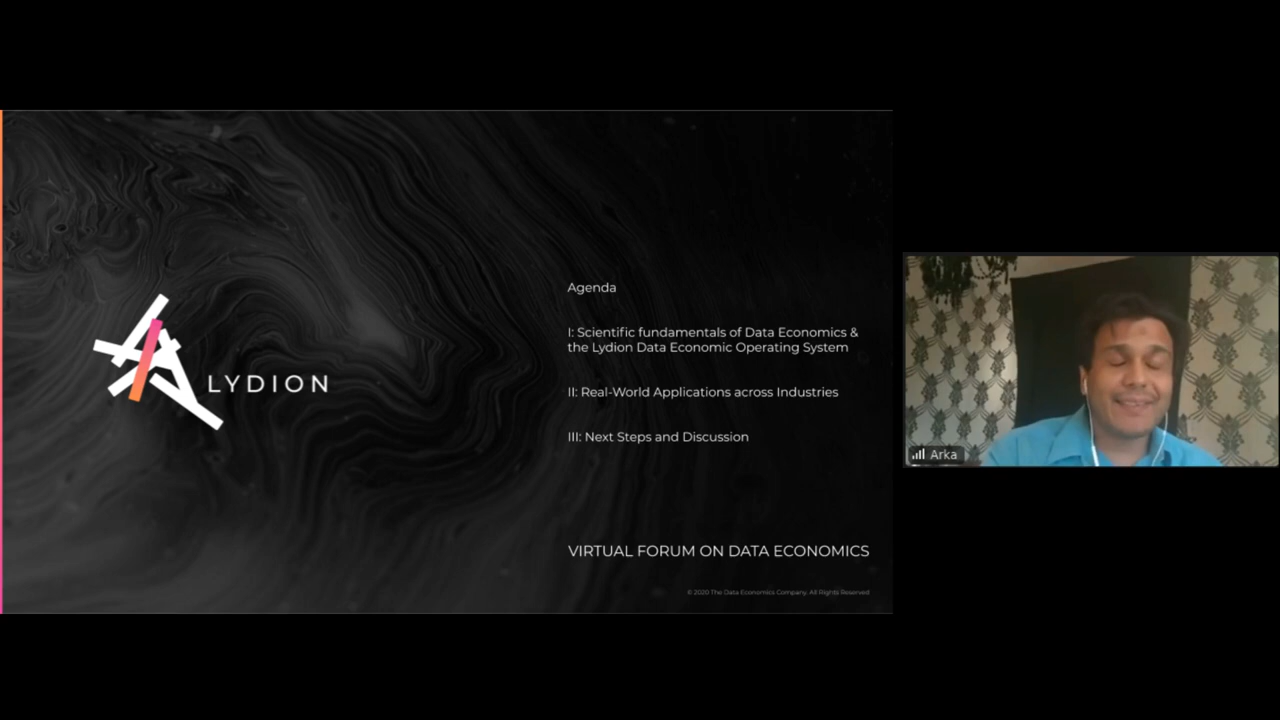 LYDION
Agenda
I: Scientific fundamentals of Data Economics &
the Lydion Data Economic Operating System
II: Real-World Applications across Industries
III: Next Steps and Discussion
VIRTUAL FORUM ON DATA ECONOMICS
© 2020 The Data Economics Company. All Rights Reserved
Arka